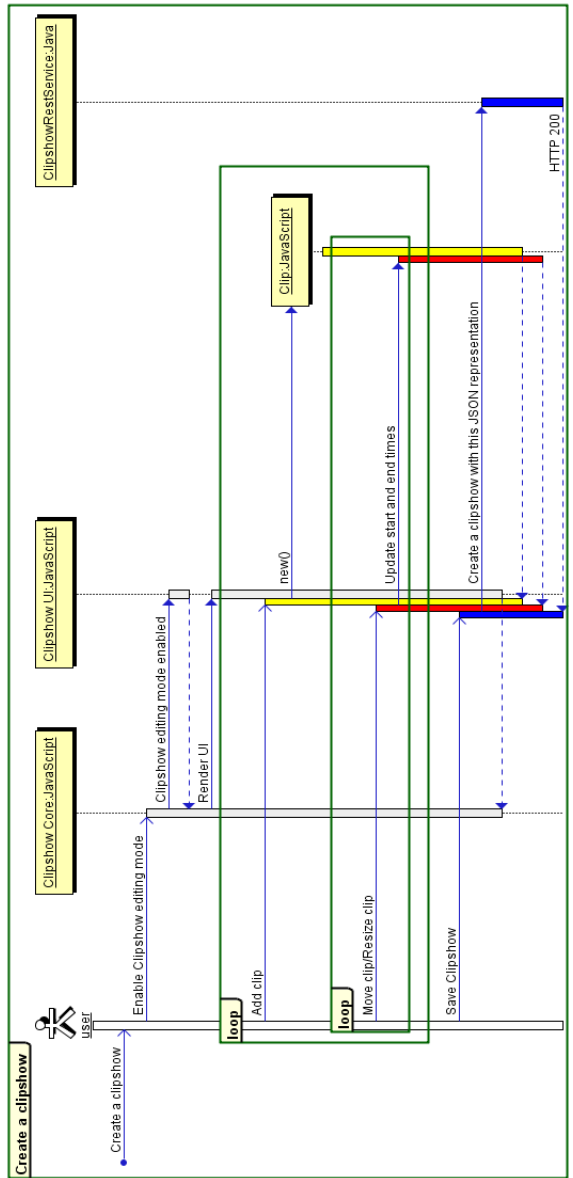 Create a clipshow
user
Clipshow Core:JavaScript
Clipshow UI:JavaScript
ClipshowRestService:Java
Create a clipshow
Enable Clipshow editing mode
Clipshow editing mode enabled
Render UI
loop
Add clip
new()
Clip:JavaScript
loop
Move clip/Resize clip
Update start and end times
Save Clipshow
Create a clipshow with this JSON representation
HTTP 200